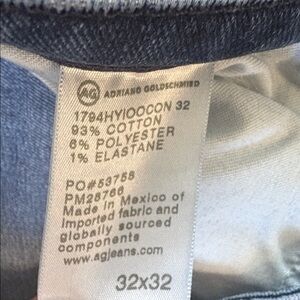 AG ADRIANO GOLDSCHMIED
1794HYI00CON 32
93% COTTON
6% POLYESTER
1% ELASTANE
PO#53758
PM28766
Made in Mexico of
imported fabric and
globally sourced
components
www.agjeans.com
32x32